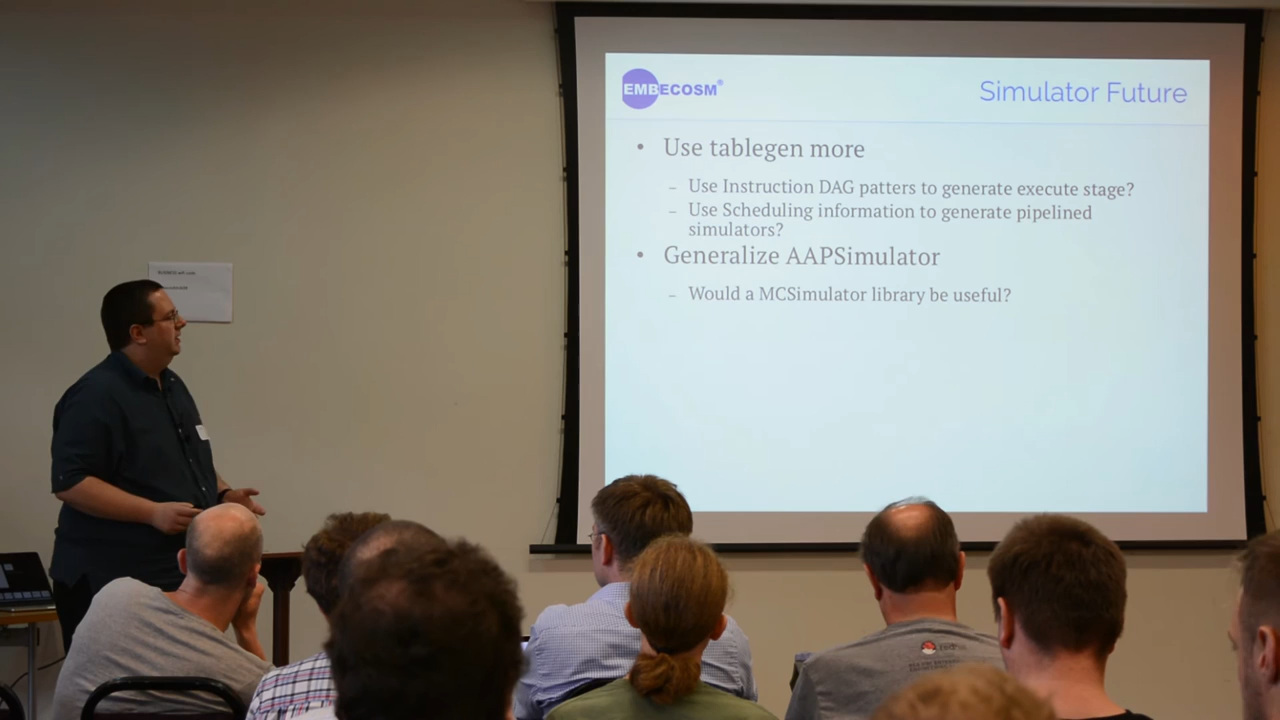 EMBECOSM®
Simulator Future
• Use tablegen more
– Use Instruction DAG patters to generate execute stage?
– Use Scheduling information to generate pipelined
simulators?
• Generalize AAPSimulator
– Would a MCSimulator library be useful?